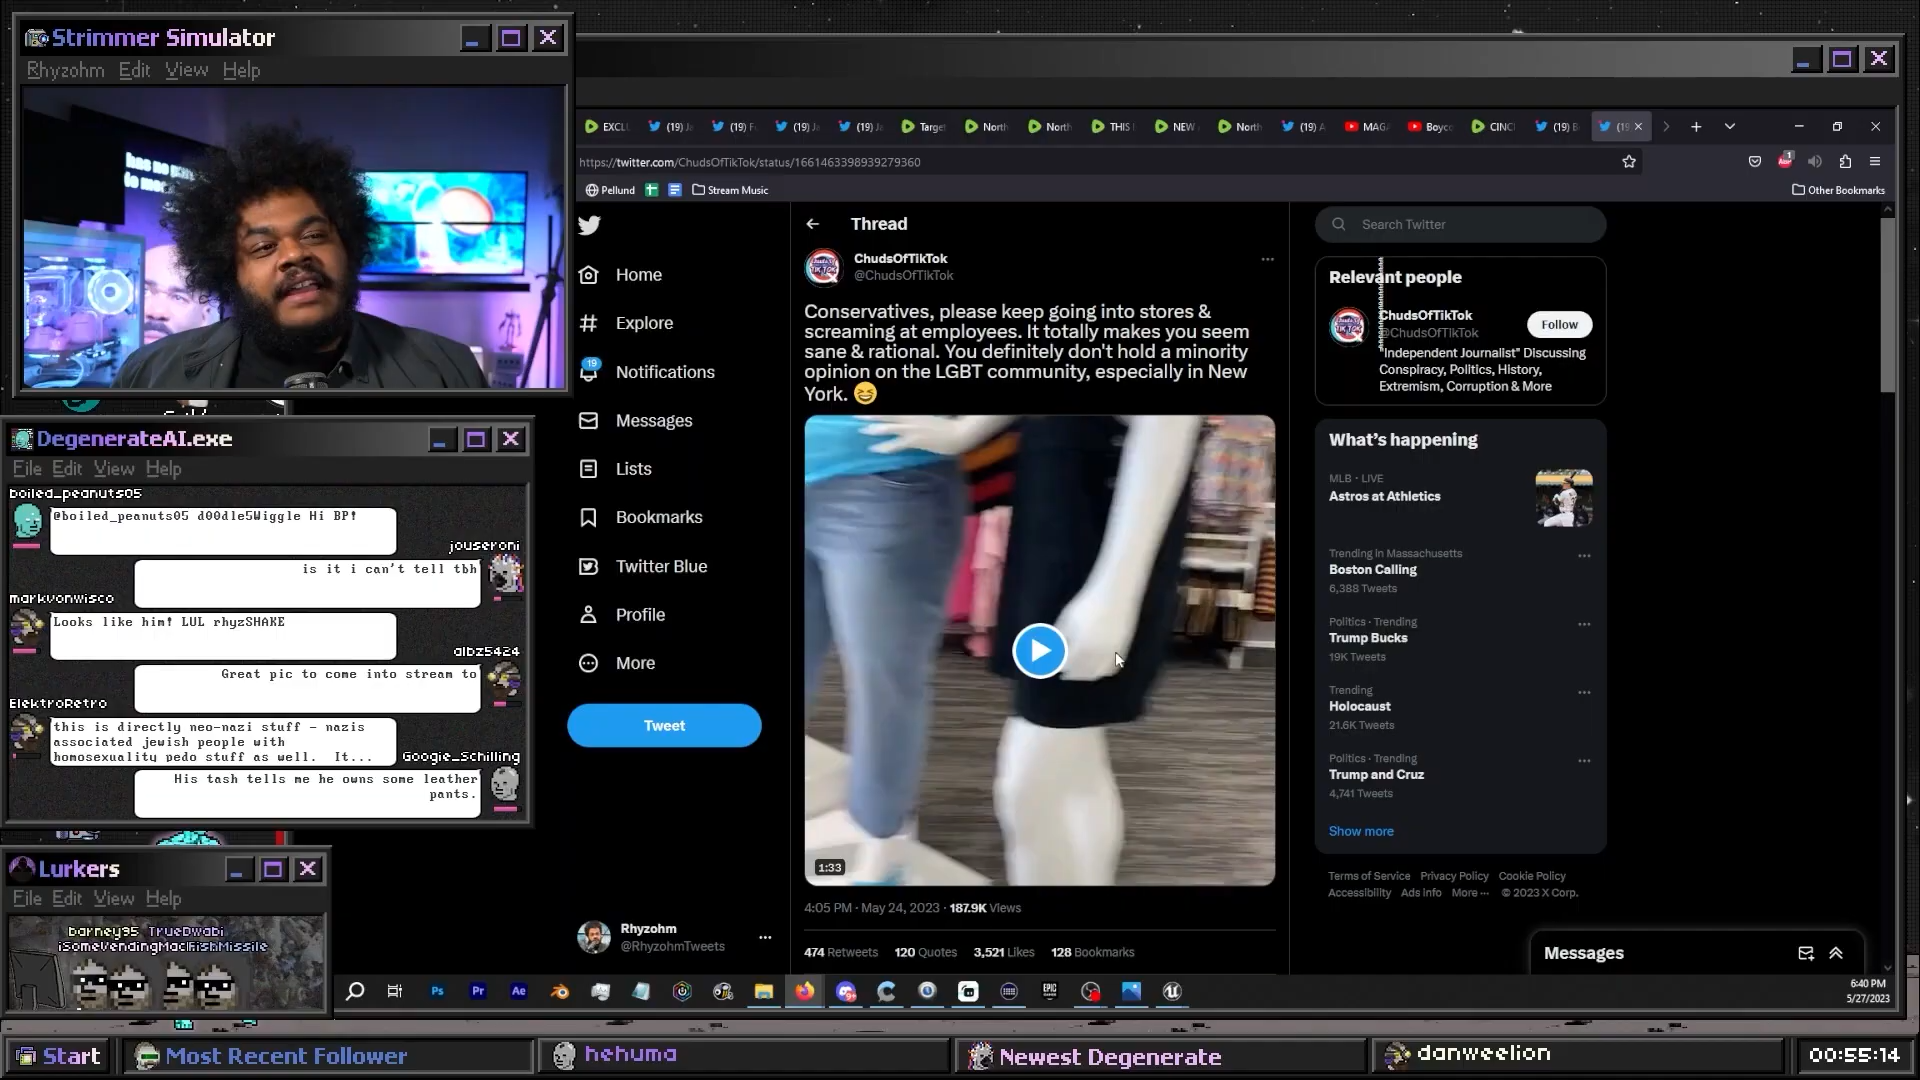 Strimmer Simulator
Rhyzohm Edit View Help
has no
DegenerateAI.exe
File Edit View Help
boiled_peanuts05
@boiled_peanuts05 d00dle5Wiggle Hi BP!
jouseroni
is it i can't tell tbh
markvonwisco
Looks like him! LUL rhyzSHAKE
albz5424
Great pic to come into stream to
ElektroRetro
this is directly neo-nazi stuff - nazis
associated jewish people with
homosexuality pedo stuff as well. It...
Googie_Schilling
His tash tells me he owns some leather
pants.
Lurkers
File Edit View Help
barney95 TrueDwabi
EXCL (19) J (19) F (19) J (19) J Targe North North THIS NEW North (19) A MAG Boyc CINC (19) B (19)
https://twitter.com/ChudsOfTikTok/status/1661463398939279360
Pellund Stream Music Other Bookmarks
Home
Explore
19
Notifications
Messages
Lists
Bookmarks
Twitter Blue
Profile
More
Tweet
Rhyzohm
@RhyzohmTweets
Thread
ChudsOfTikTok
@ChudsOfTikTok
Conservatives, please keep going into stores &
screaming at employees. It totally makes you seem
sane & rational. You definitely don't hold a minority
opinion on the LGBT community, especially in New
York. 😆
1:33
4:05 PM · May 24, 2023 · 187.9K Views
474 Retweets 120 Quotes 3,521 Likes 128 Bookmarks
Search Twitter
Relevant people
ChudsOfTikTok
@ChudsOfTikTok
Follow
"Independent Journalist" Discussing
Conspiracy, Politics, History,
Extremism, Corruption & More
What's happening
MLB · LIVE
Astros at Athletics
Trending in Massachusetts
Boston Calling
6,388 Tweets
Politics · Trending
Trump Bucks
19K Tweets
Trending
Holocaust
21.6K Tweets
Politics · Trending
Trump and Cruz
4,741 Tweets
Show more
Terms of Service Privacy Policy Cookie Policy
Accessibility Ads info More ··· © 2023 X Corp.
Messages
Ps Pr Ae EPIC
6:40 PM
5/27/2023
Start Most Recent Follower hehuma Newest Degenerate danweelion 00:55:14